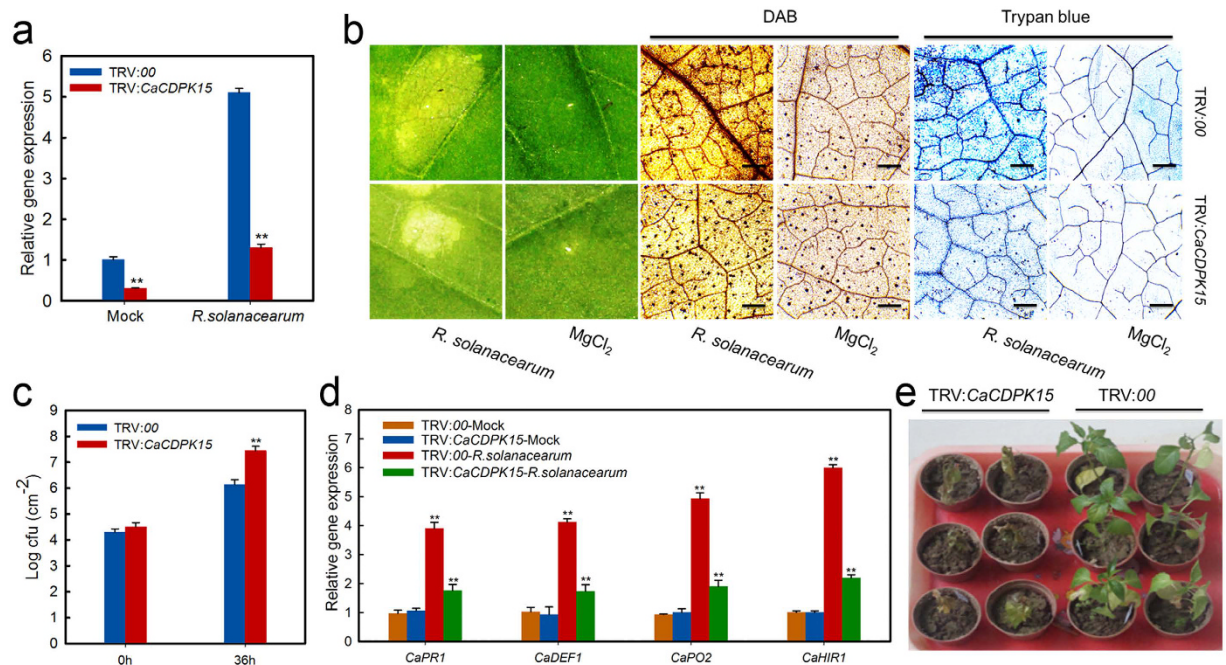 a
TRV:00
TRV:CaCDPK15
Relative gene expression
6
5
4
3
2
1
0
**
**
Mock
R.solanacearum
b
DAB
Trypan blue
TRV:00
TRV:CaCDPK15
R. solanacearum
MgCl₂
R. solanacearum
MgCl₂
R. solanacearum
MgCl₂
c
TRV:00
TRV:CaCDPK15
Log cfu (cm⁻²)
9
8
7
6
5
4
3
2
1
0
**
0h
36h
d
TRV:00-Mock
TRV:CaCDPK15-Mock
TRV:00-R.solanacearum
TRV:CaCDPK15-R.solanacearum
Relative gene expression
8
7
6
5
4
3
2
1
0
**
**
**
**
**
**
**
**
CaPR1
CaDEF1
CaPO2
CaHIR1
e
TRV:CaCDPK15
TRV:00